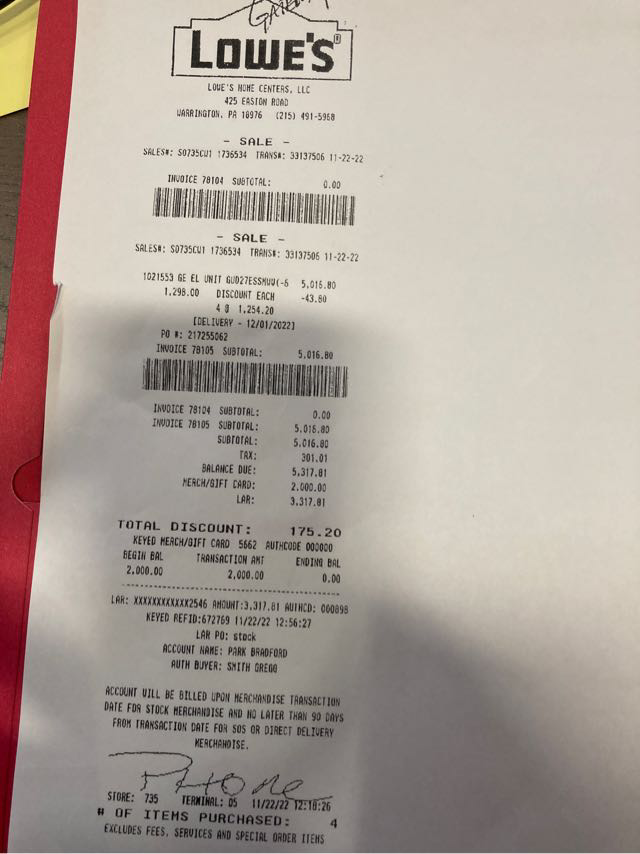 LOWE'S®
LOWE'S HOME CENTERS, LLC
425 EASTON ROAD
WARRINGTON, PA 18976 (215) 491-5968
- SALE -
SALES#: S0735CW1 1736534 TRANS#: 33137506 11-22-22
INVOICE 78104 SUBTOTAL: 0.00
- SALE -
SALES#: S0735CW1 1736534 TRANS#: 33137506 11-22-22
1021553 GE EL UNIT GUD27ESSMWW(-6 5,016.80
1,298.00 DISCOUNT EACH -43.80
4 @ 1,254.20
[DELIVERY - 12/01/2022]
PO #: 217255062
INVOICE 78105 SUBTOTAL: 5,016.80
INVOICE 78104 SUBTOTAL: 0.00
INVOICE 78105 SUBTOTAL: 5,016.80
SUBTOTAL: 5,016.80
TAX: 301.01
BALANCE DUE: 5,317.81
MERCH/GIFT CARD: 2,000.00
LAR: 3,317.81
TOTAL DISCOUNT: 175.20
KEYED MERCH/GIFT CARD 5662 AUTHCODE 000000
BEGIN BAL TRANSACTION AMT ENDING BAL
2,000.00 2,000.00 0.00
LAR: XXXXXXXXXXXX2546 AMOUNT:3,317.81 AUTHCD: 000898
KEYED REFID:672769 11/22/22 12:56:27
LAR PO: stock
ACCOUNT NAME: PARK BRADFORD
AUTH BUYER: SMITH GREGG
ACCOUNT WILL BE BILLED UPON MERCHANDISE TRANSACTION
DATE FOR STOCK MERCHANDISE AND NO LATER THAN 90 DAYS
FROM TRANSACTION DATE FOR SOS OR DIRECT DELIVERY
MERCHANDISE.
PHONE
STORE: 735 TERMINAL: 05 11/22/22 12:18:26
# OF ITEMS PURCHASED: 4
EXCLUDES FEES, SERVICES AND SPECIAL ORDER ITEMS